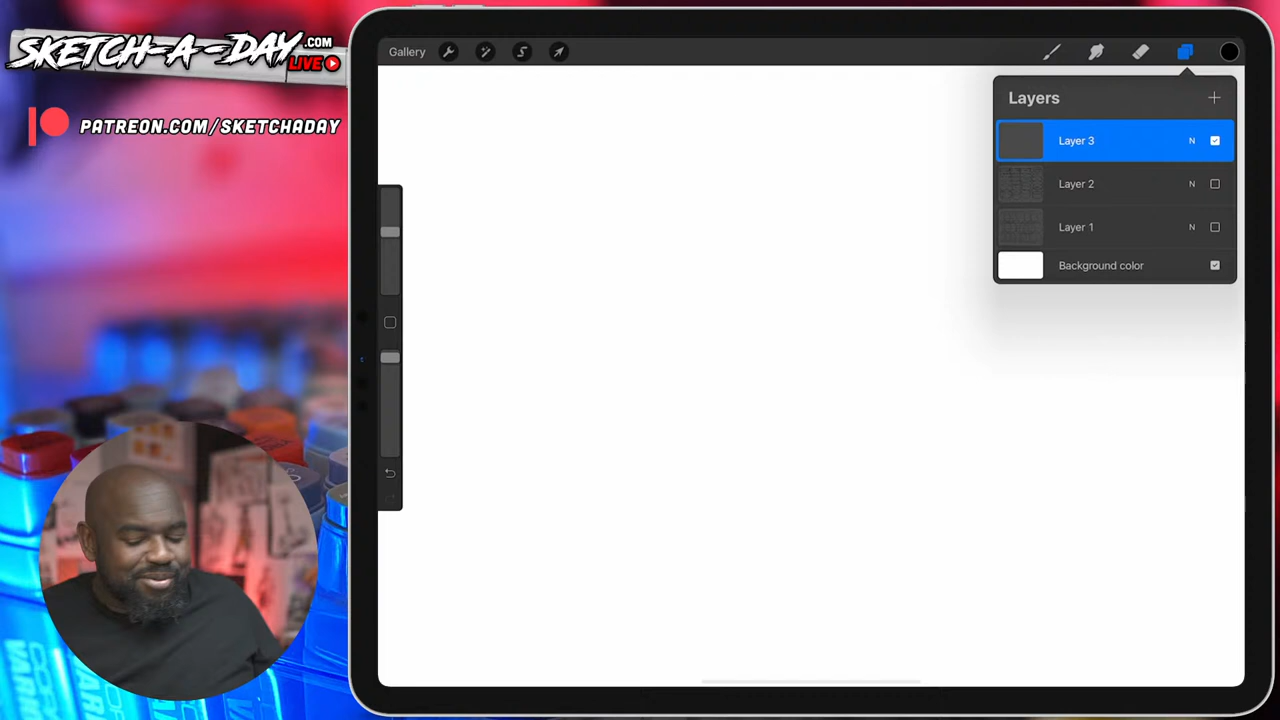 SKETCH-A-DAY.COM
LIVE
PATREON.COM/SKETCHADAY
Gallery
Layers
Layer 3 N
Layer 2 N
Layer 1 N
Background color